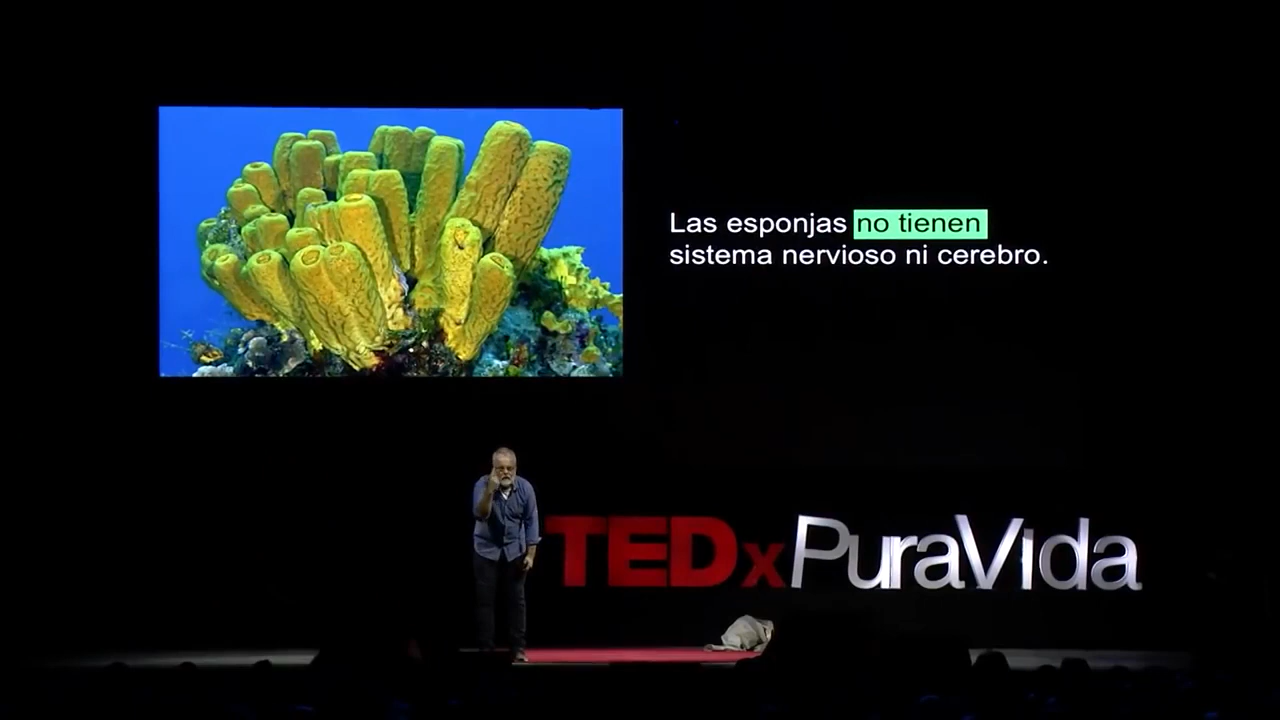 Las esponjas no tienen
sistema nervioso ni cerebro.
TEDxPuraVida